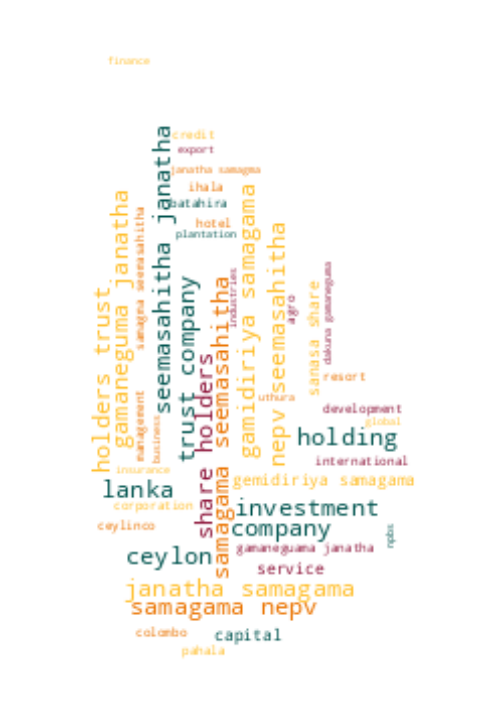 finance
credit
export
janatha samagma
ihala
batahira
hotel
plantation
seemasahitha janatha
gamaneguma janatha
samagma seemasahitha
holders trust
trust company
share holders
samagama seemasahitha
industries
gamidiriya samagama
nepv seemasahitha
agro
sanasa share
dakuna gamaneguma
resort
uthura
development
global
holding
management
business
international
insurance
gemidiriya samagama
lanka
corporation
investment
ceylinco
company
npbs
gamaneguama janatha
ceylon
service
janatha samagama
samagama nepv
colombo
capital
pahala